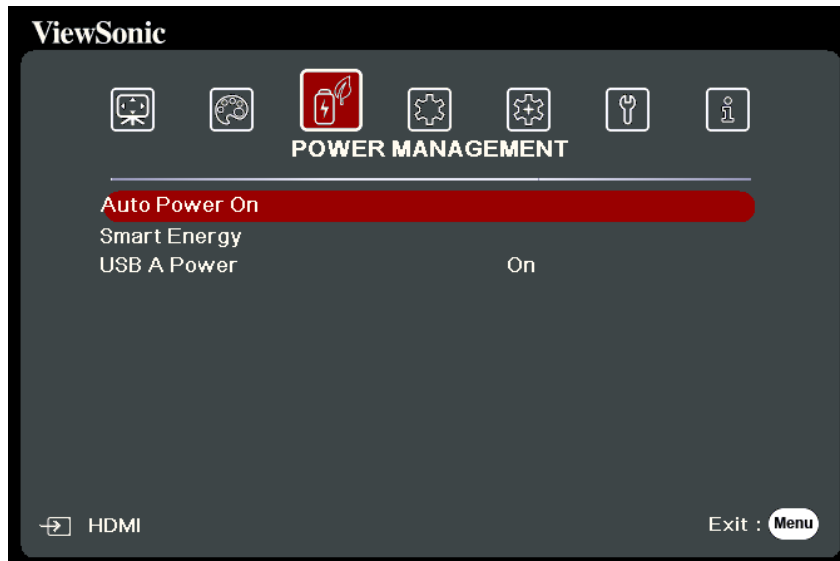 ViewSonic
POWER MANAGEMENT
Auto Power On
Smart Energy
USB A Power On
HDMI
Exit : Menu